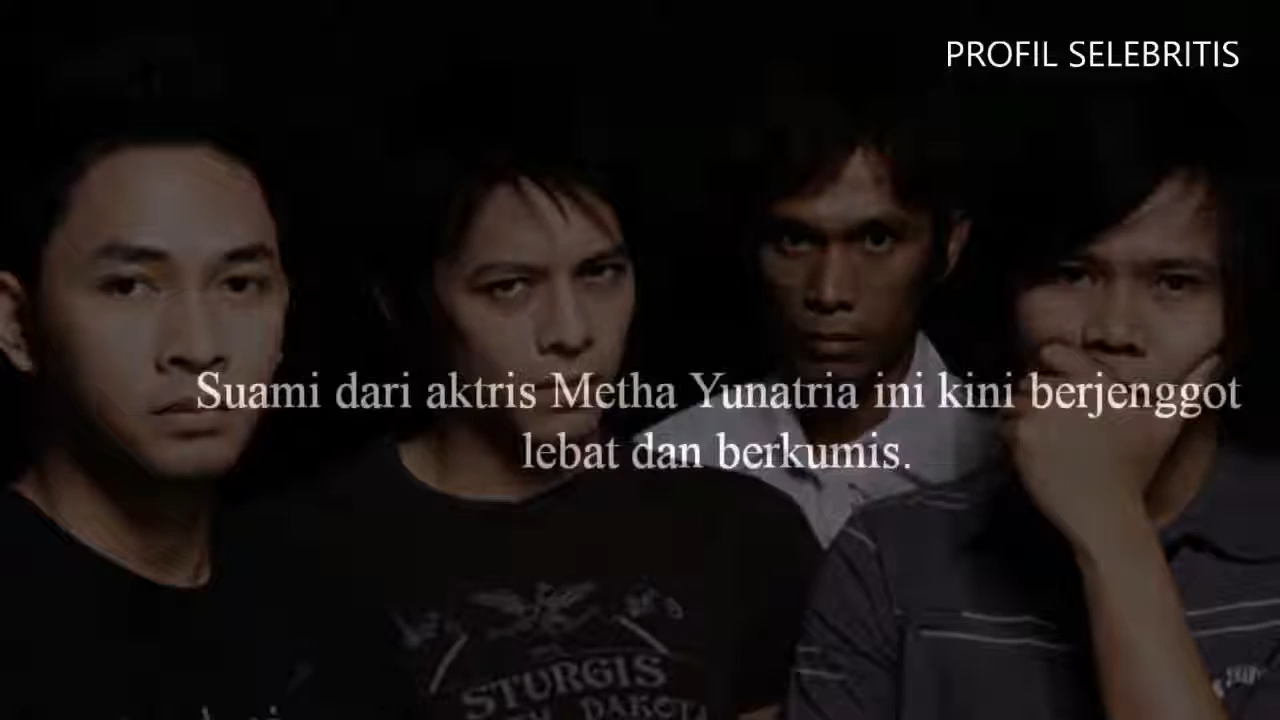 PROFIL SELEBRITIS
Suami dari aktris Metha Yunatria ini kini berjenggot
lebat dan berkumis.
STURGIS
DAKOTA